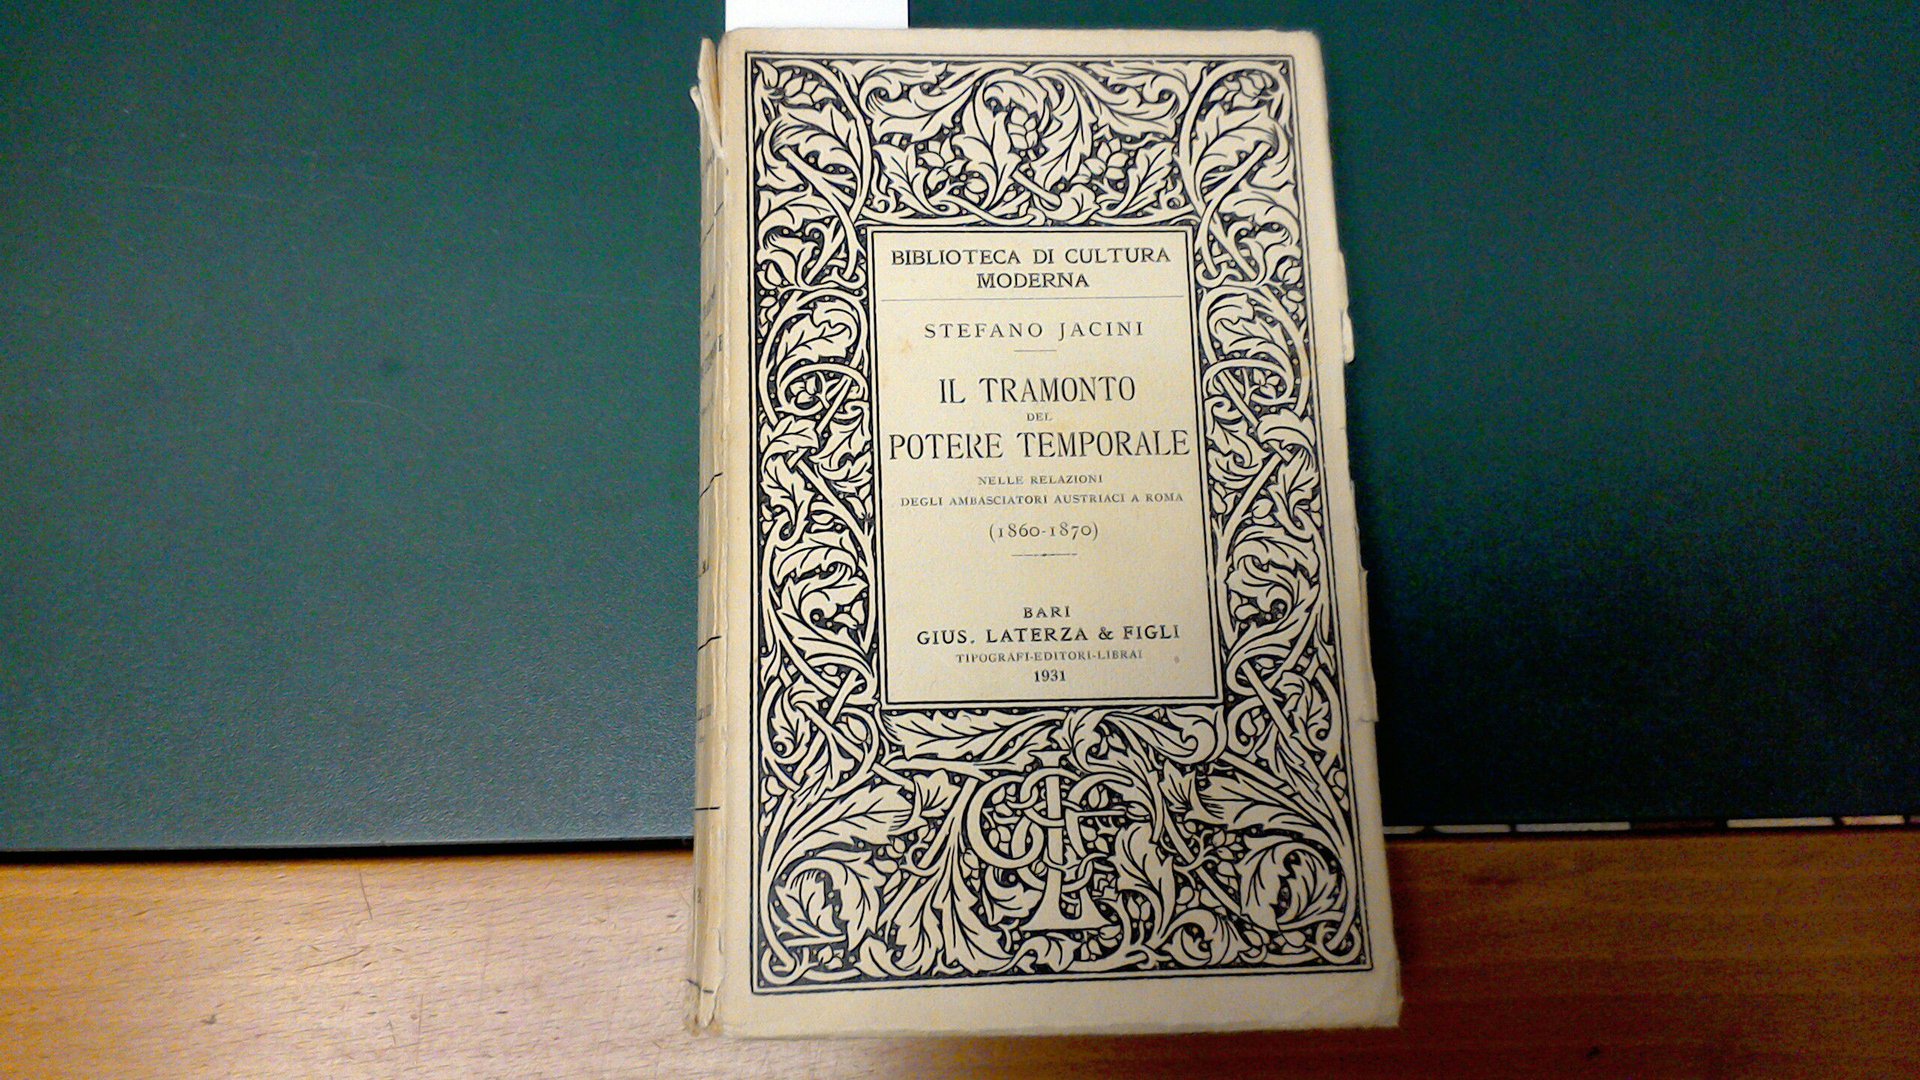 BIBLIOTECA DI CULTURA
MODERNA
STEFANO JACINI
IL TRAMONTO
DEL
POTERE TEMPORALE
NELLE RELAZIONI
DEGLI AMBASCIATORI AUSTRIACI A ROMA
(1860-1870)
BARI
GIUS. LATERZA & FIGLI
TIPOGRAFI-EDITORI-LIBRAI
1931